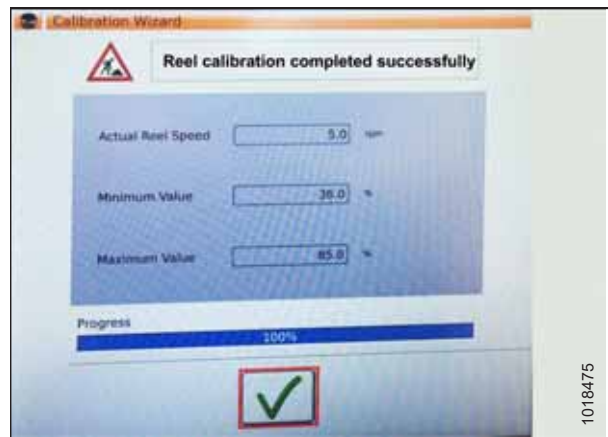 Calibration Wizard
Reel calibration completed successfully
Actual Reel Speed 5.0 rpm
Minimum Value 36.0 %
Maximum Value 85.0 %
Progress
100%
1018475